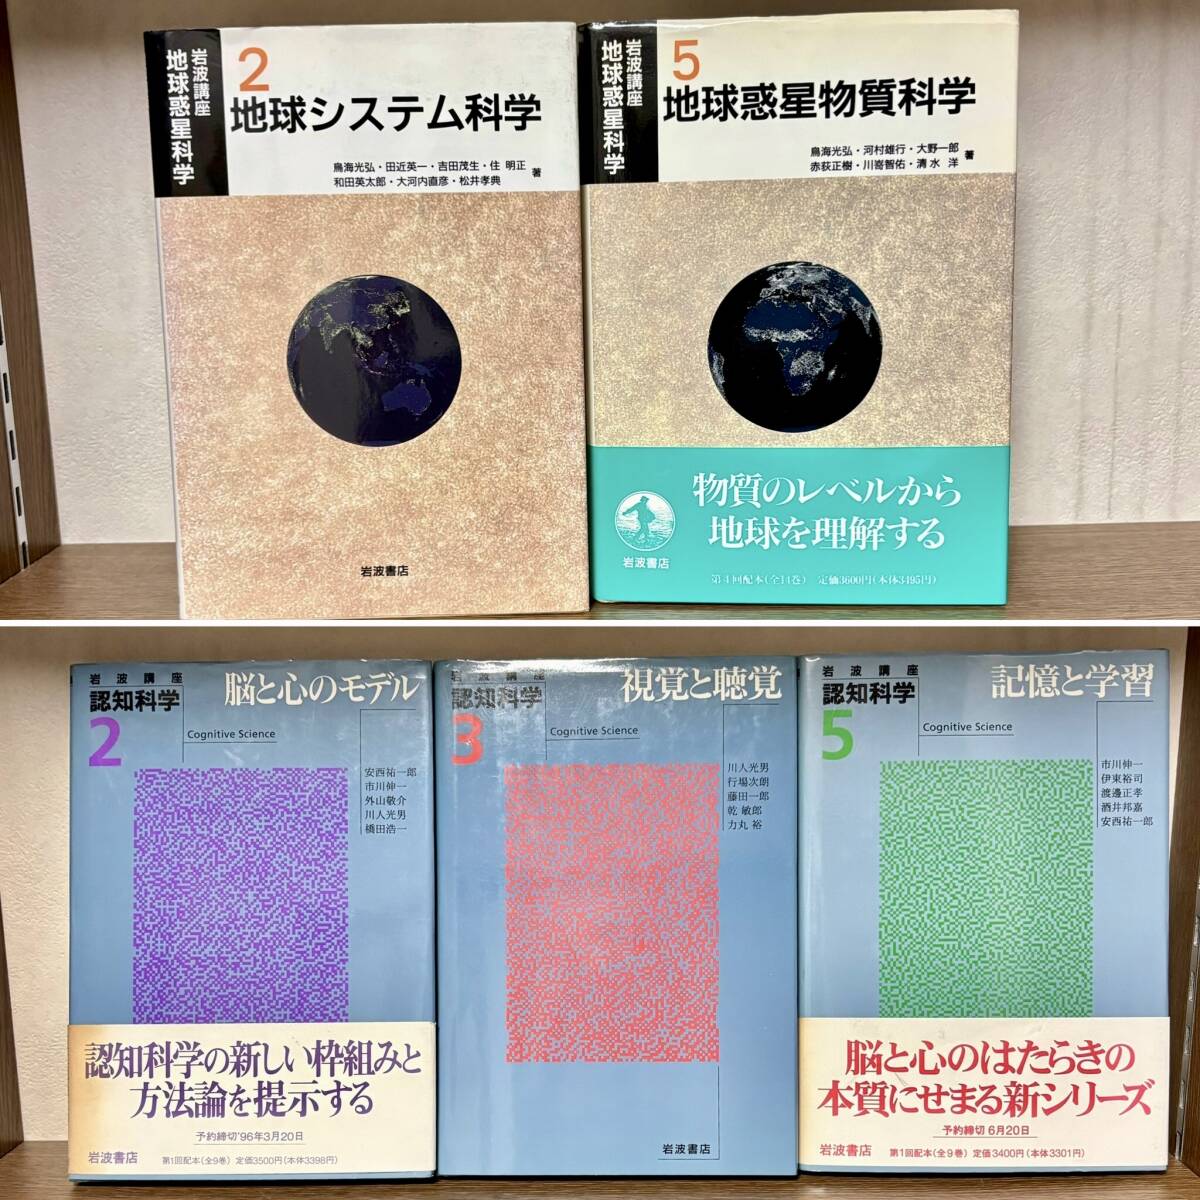 岩波講座
地球惑星科学
2
地球システム科学
鳥海光弘・田近英一・吉田茂生・住 明正
和田英太郎・大河内直彦・松井孝典
著
岩波書店
岩波講座
地球惑星科学
5
地球惑星物質科学
鳥海光弘・河村雄行・大野一郎
赤荻正樹・川嵜智佑・清水 洋
著
物質のレベルから
地球を理解する
岩波書店
第4回配本(全14巻) 定価3600円(本体3495円)
岩波講座
認知科学
2
脳と心のモデル
Cognitive Science
安西祐一郎
市川伸一
外山敬介
川人光男
橋田浩一
認知科学の新しい枠組みと
方法論を提示する
予約締切'96年3月20日
岩波書店
第1回配本(全9巻) 定価3500円(本体3398円)
岩波講座
認知科学
3
視覚と聴覚
Cognitive Science
川人光男
行場次朗
藤田一郎
乾 敏郎
力丸 裕
岩波書店
岩波講座
認知科学
5
記憶と学習
Cognitive Science
市川伸一
伊東裕司
渡邊正孝
酒井邦嘉
安西祐一郎
脳と心のはたらきの
本質にせまる新シリーズ
予約締切 6月20日
岩波書店
第1回配本(全9巻) 定価3400円(本体3301円)